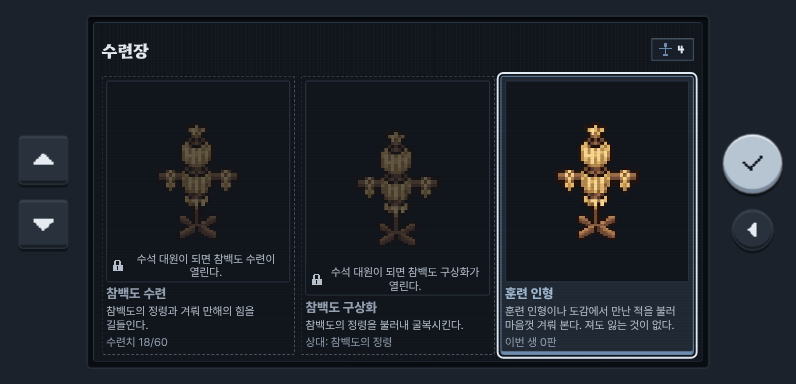 수련장
4
수석 대원이 되면 참백도 수련이
열린다.
참백도 수련
참백도의 정령과 겨뤄 만해의 힘을
길들인다.
수련치 18/60
수석 대원이 되면 참백도 구상화가
열린다.
참백도 구상화
참백도의 정령을 불러내 굴복시킨다.
상대: 참백도의 정령
훈련 인형
훈련 인형이나 도감에서 만난 적을 불러
마음껏 겨뤄 본다. 져도 잃는 것이 없다.
이번 생 0판